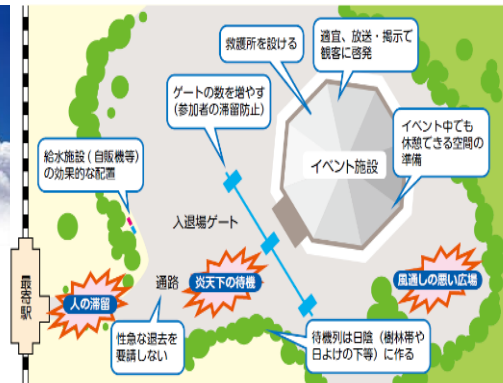 救護所を設ける
適宜、放送・掲示で
観客に啓発
ゲートの数を増やす
(参加者の滞留防止)
イベント中でも
休憩できる空間の
準備
給水施設(自販機等)
の効果的な配置
イベント施設
入退場ゲート
最寄駅
人の滞留
通路
炎天下の待機
風通しの悪い広場
性急な退去を
要請しない
待機列は日陰(樹林帯や
日よけの下等)に作る